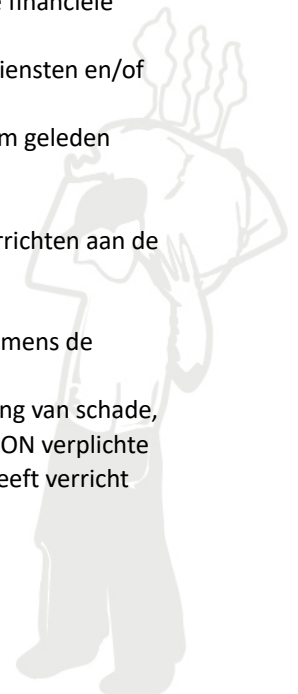 financiële
iensten en/of
m geleden
rrichten aan de
mens de
ng van schade,
ON verplichte
eeft verricht